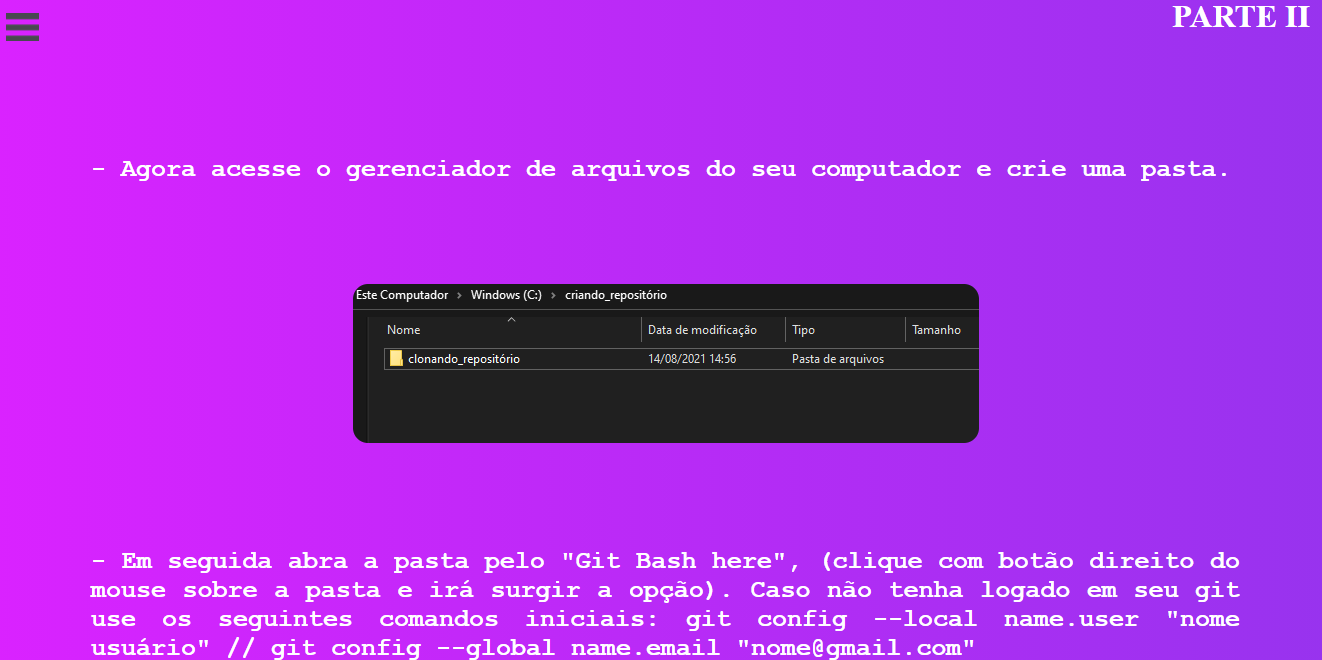 PARTE II
- Agora acesse o gerenciador de arquivos do seu computador e crie uma pasta.
Este Computador > Windows (C:) > criando_repositório
Nome Data de modificação Tipo Tamanho
clonando_repositório 14/08/2021 14:56 Pasta de arquivos
- Em seguida abra a pasta pelo "Git Bash here", (clique com botão direito do
mouse sobre a pasta e irá surgir a opção). Caso não tenha logado em seu git
use os seguintes comandos iniciais: git config --local name.user "nome
usuário" // git config --global name.email "nome@gmail.com"